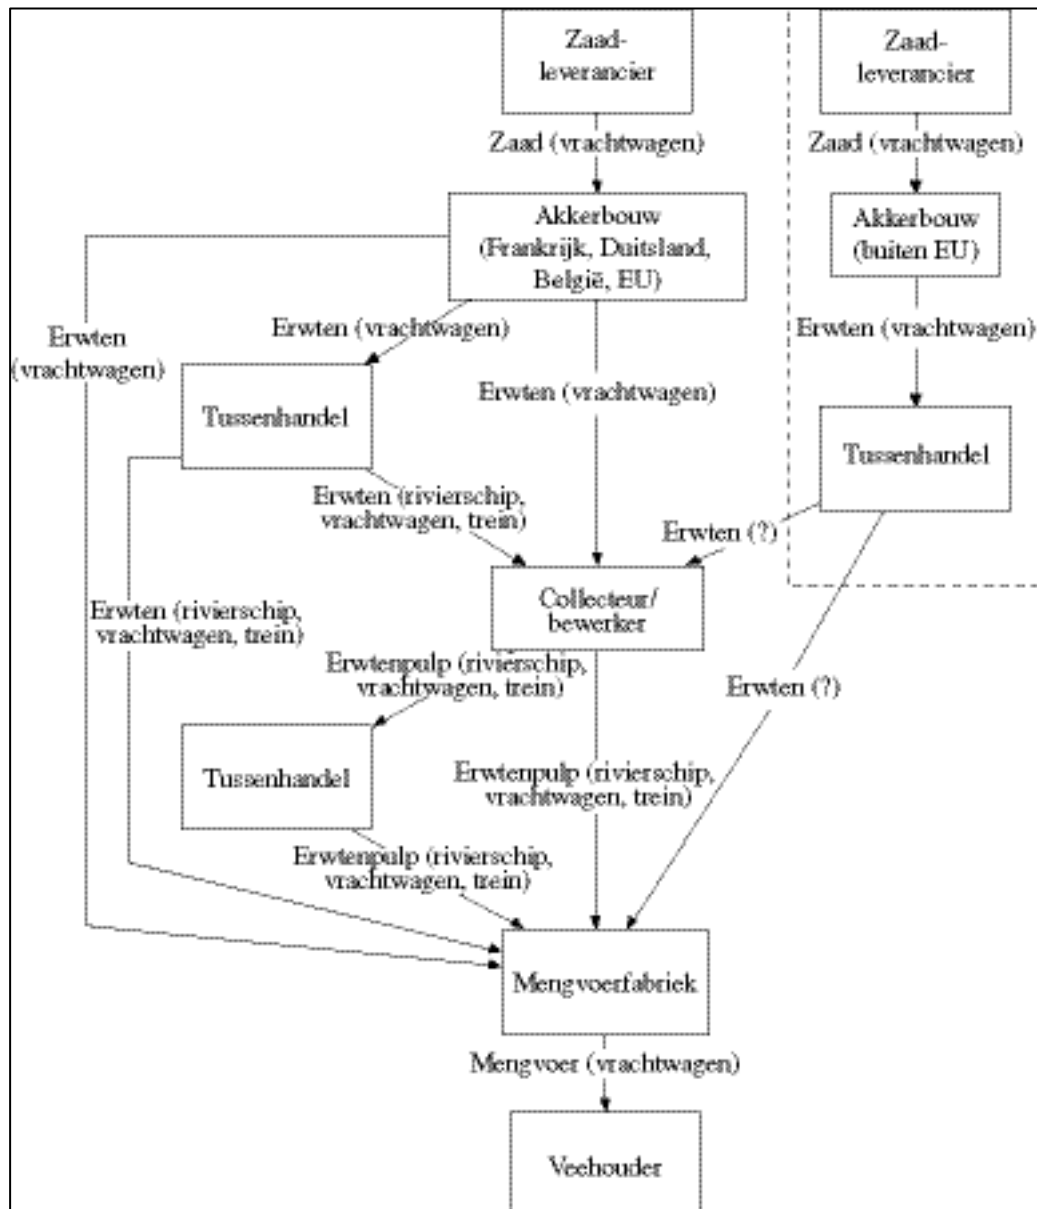 Zaad-
leverancier
Zaad-
leverancier
Zaad (vrachtwagen)
Zaad (vrachtwagen)
Akkerbouw
(Frankrijk, Duitsland,
België, EU)
Akkerbouw
(buiten EU)
Erwten
(vrachtwagen)
Erwten (vrachtwagen)
Erwten (vrachtwagen)
Erwten (vrachtwagen)
Tussenhandel
Tussenhandel
Erwten (rivierschip,
vrachtwagen, trein)
Erwten (?)
Collecteur/
bewerker
Erwten (rivierschip,
vrachtwagen, trein)
Erwtenpulp (rivierschip,
vrachtwagen, trein)
Erwten (?)
Tussenhandel
Erwtenpulp (rivierschip,
vrachtwagen, trein)
Erwtenpulp (rivierschip,
vrachtwagen, trein)
Mengvoerfabriek
Mengvoer (vrachtwagen)
Veehouder